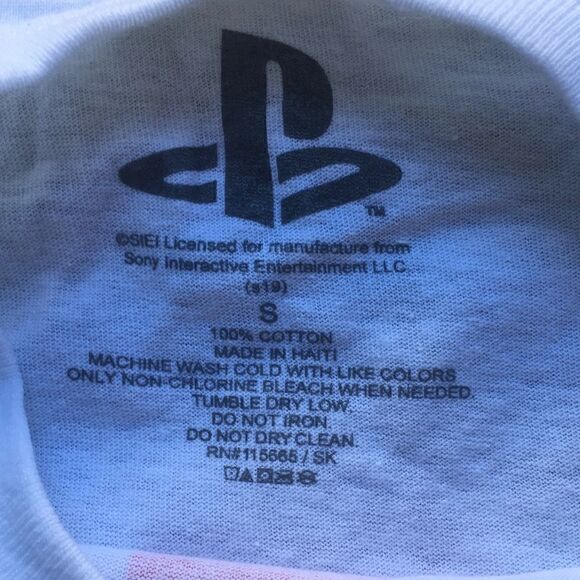 TM
©SIEI Licensed for manufacture from
Sony Interactive Entertainment LLC
(s19)
S
100% COTTON
MADE IN HAITI
MACHINE WASH COLD WITH LIKE COLORS
ONLY NON-CHLORINE BLEACH WHEN NEEDED.
TUMBLE DRY LOW.
DO NOT IRON.
DO NOT DRY CLEAN.
RN#115665 / SK